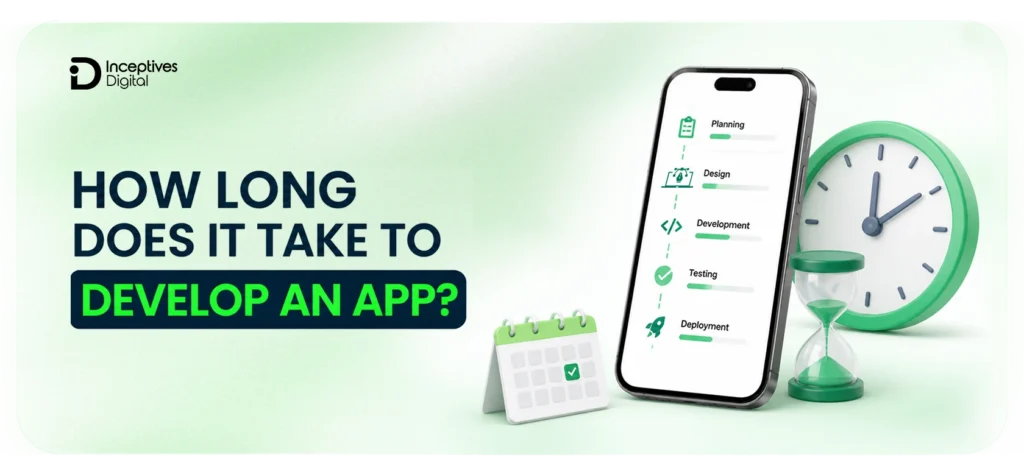 Inceptives
Digital
HOW LONG
DOES IT TAKE TO
DEVELOP AN APP?
Planning
Design
Development
Testing
Deployment